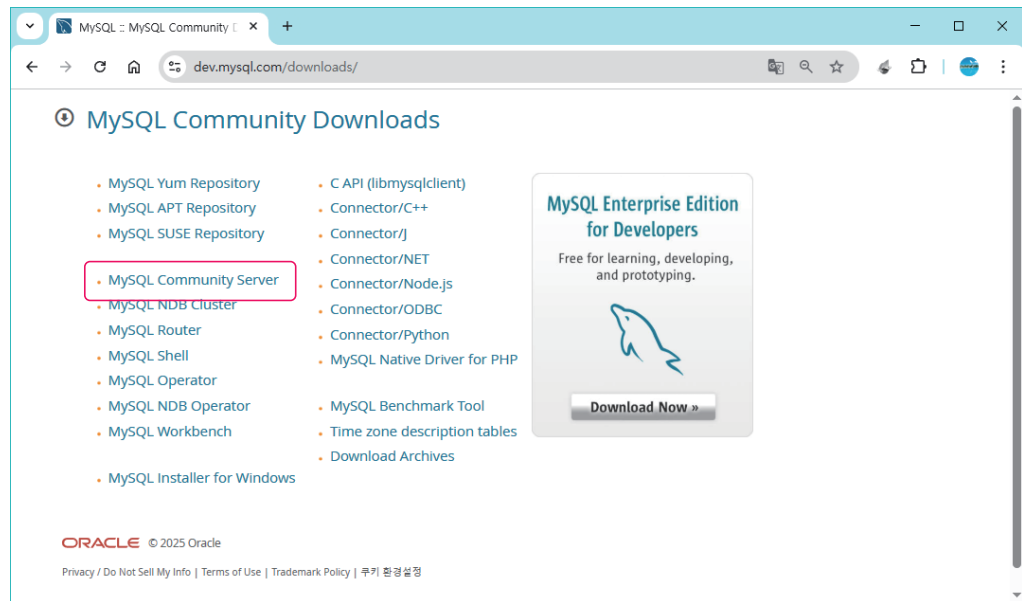 MySQL :: MySQL Community D
dev.mysql.com/downloads/
MySQL Community Downloads
MySQL Yum Repository
MySQL APT Repository
MySQL SUSE Repository
MySQL Community Server
MySQL NDB Cluster
MySQL Router
MySQL Shell
MySQL Operator
MySQL NDB Operator
MySQL Workbench
MySQL Installer for Windows
C API (libmysqlclient)
Connector/C++
Connector/J
Connector/NET
Connector/Node.js
Connector/ODBC
Connector/Python
MySQL Native Driver for PHP
MySQL Benchmark Tool
Time zone description tables
Download Archives
MySQL Enterprise Edition
for Developers
Free for learning, developing,
and prototyping.
Download Now »
ORACLE © 2025 Oracle
Privacy / Do Not Sell My Info | Terms of Use | Trademark Policy | 쿠키 환경설정